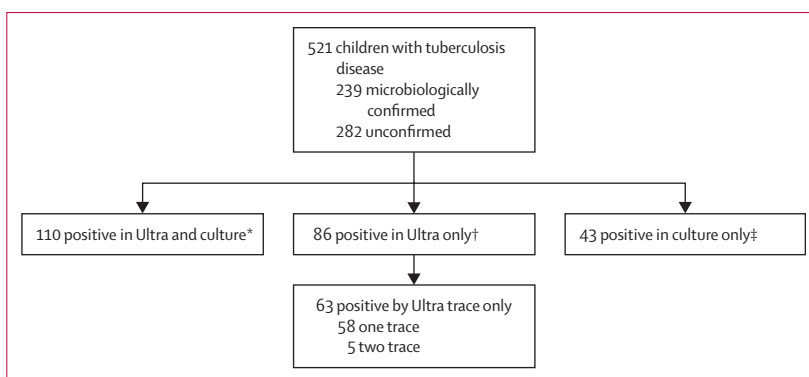 521 children with tuberculosis
disease
239 microbiologically
confirmed
282 unconfirmed
110 positive in Ultra and culture*
86 positive in Ultra only†
43 positive in culture only‡
63 positive by Ultra trace only
58 one trace
5 two trace